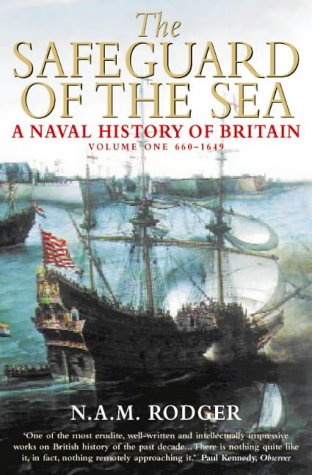 The
SAFEGUARD
OF THE SEA
A NAVAL HISTORY OF BRITAIN
VOLUME ONE 660–1649
N.A.M. RODGER
'One of the most erudite, well-written and intellectually impressive
works on British history of the past decade... There is nothing quite like
it, in fact, nothing remotely approaching it.' Paul Kennedy, Observer